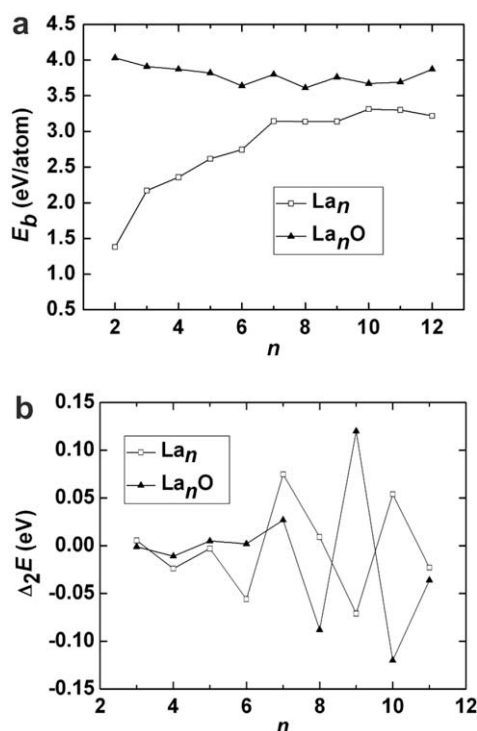 a
4.5
4.0
3.5
3.0
2.5
2.0
1.5
1.0
0.5
E_b (eV/atom)
La_n
La_nO
2 4 6 8 10 12
n
b
0.15
0.10
0.05
0.00
-0.05
-0.10
-0.15
Δ_2E (eV)
La_n
La_nO
2 4 6 8 10 12
n